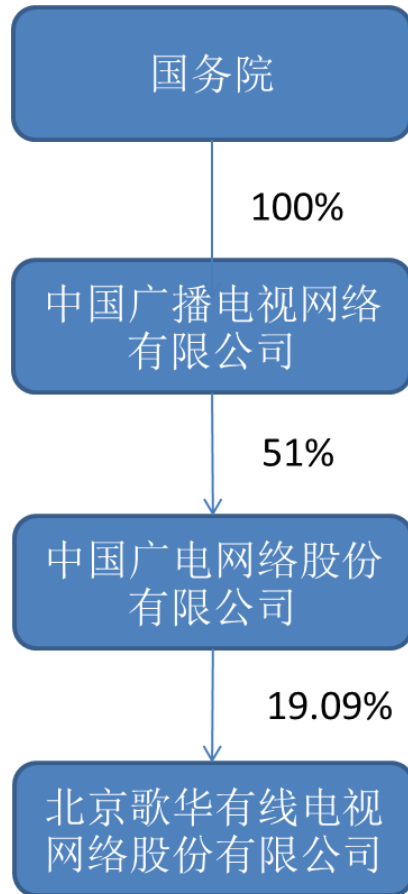 国务院
100%
中国广播电视网络
有限公司
51%
中国广电网络股份
有限公司
19.09%
北京歌华有线电视
网络股份有限公司